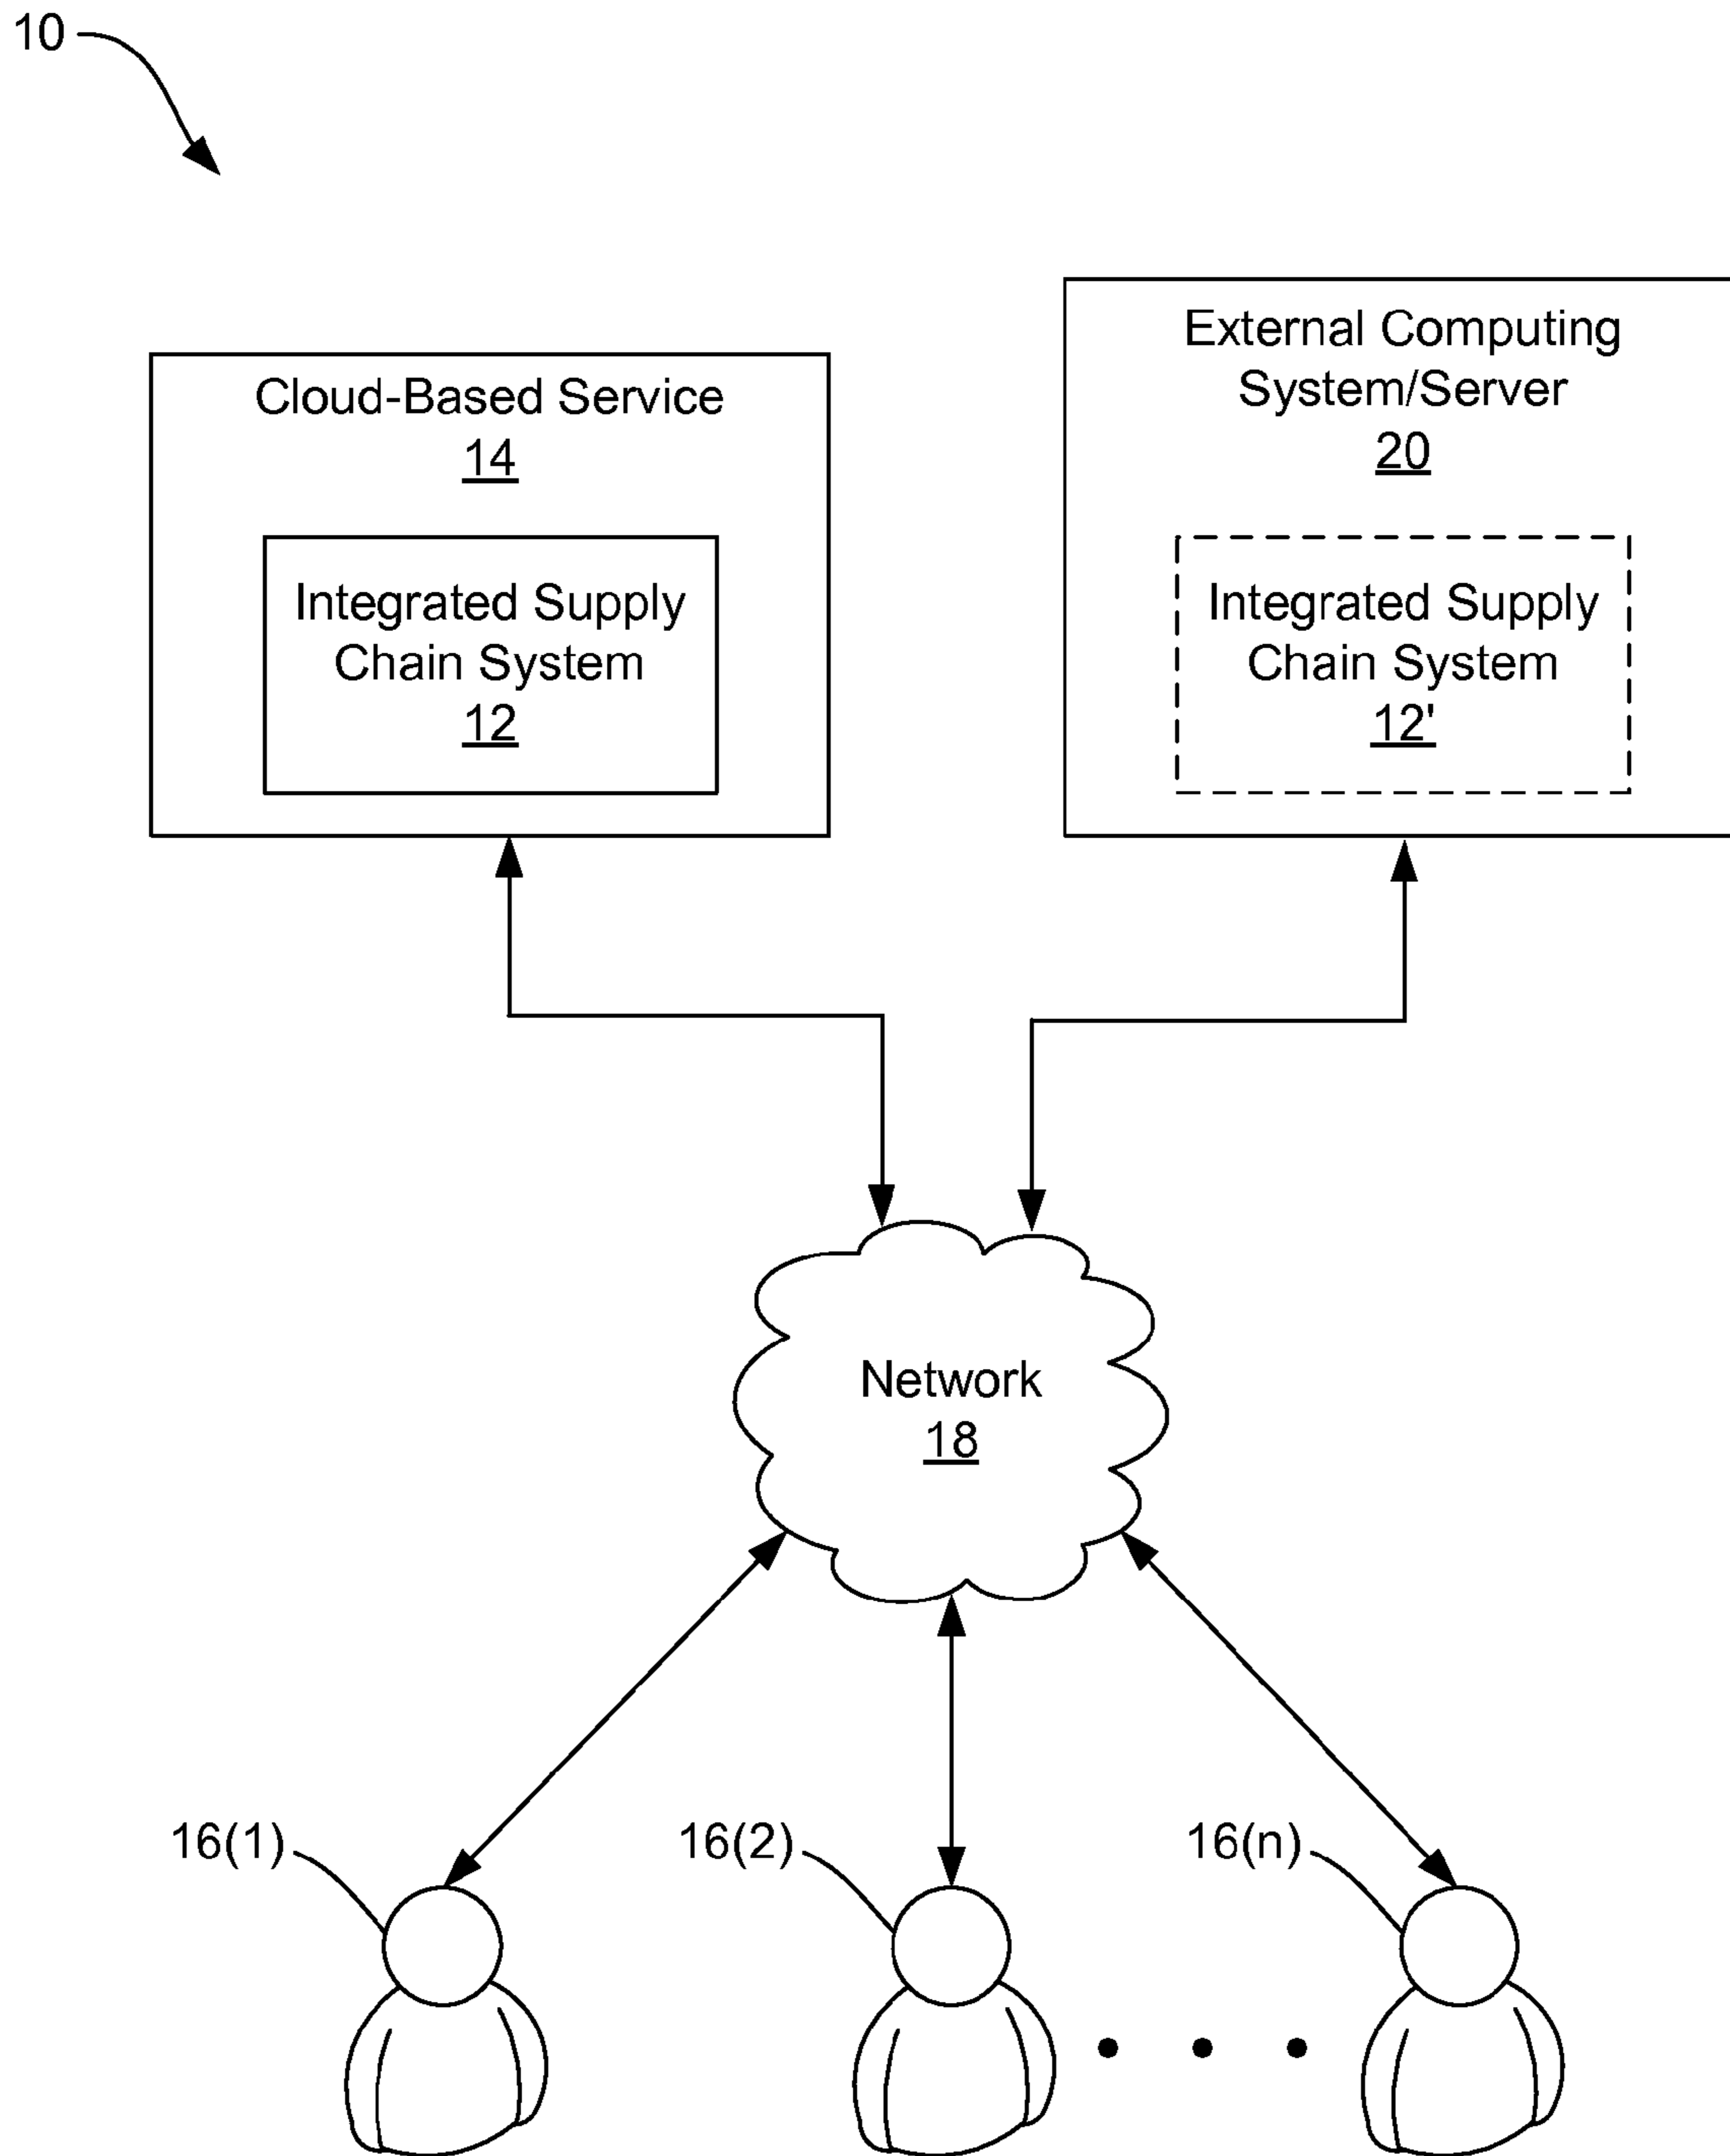 10
Cloud-Based Service
14
Integrated Supply
Chain System
12
External Computing
System/Server
20
Integrated Supply
Chain System
12'
Network
18
16(1)
16(2)
16(n)